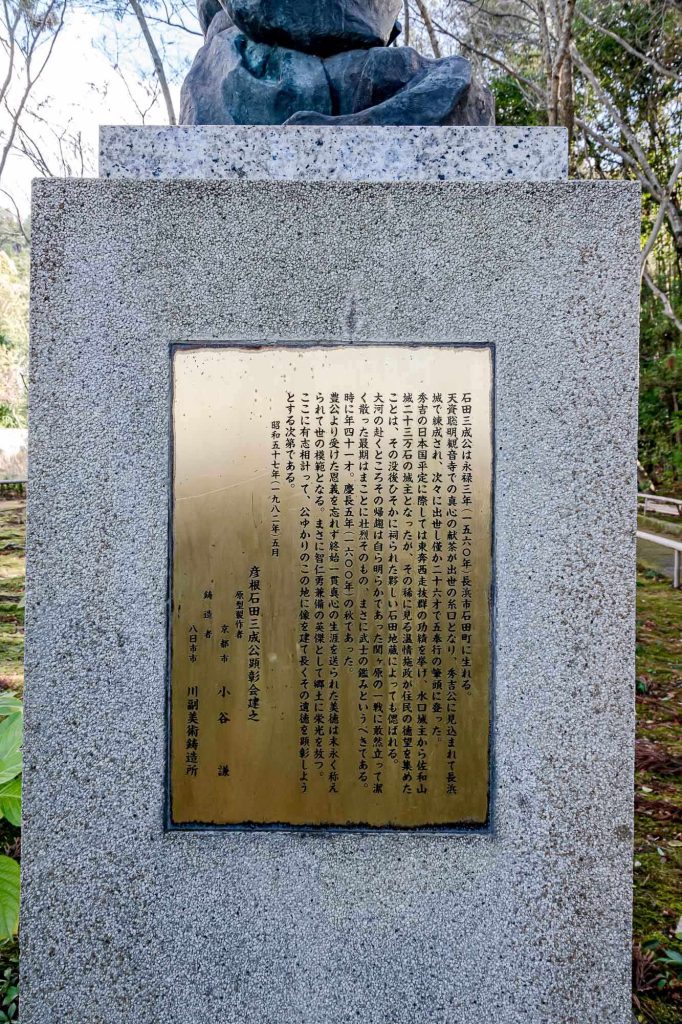 石田三成公は永禄三年(一五六〇年)長浜市石田町に生れる。
天資聡明観音寺での真心の献茶が出世の糸口となり、秀吉公に見込まれて長浜
城で練成され、次々に出世し僅か二十六才で五奉行の筆頭に登った。
秀吉の日本国平定に際しては東奔西走抜群の功績を挙げ、水口城主から佐和山
城二十三万石の城主となったが、その稀に見る温情施政が住民の徳望を集めた
ことは、その没後ひそかに祠られた夥しい石田地蔵によっても偲ばれる。
大河の赴くところその帰趨は自ら明らかであった関ヶ原の一戦に敢然立って潔
く散った最期はまことに壮烈そのもの、まさに武士の鑑みというべきである。
時に年四十一才。慶長五年(一六〇〇年)の秋であった。
豊公より受けた恩義を忘れず終始一貫真心の生涯を送られた美徳は末永く称え
られて世の模範となる。まさに智仁勇兼備の英傑として郷土に栄光を放つ。
ここに有志相計って、公ゆかりのこの地に像を建て長くその遺徳を顕彰しよう
とする次第である。
昭和五十七年(一九八二年)五月
彦根石田三成公顕彰会建之
原型製作者
京都市 小谷 謙
鋳造者
八日市市 川副美術鋳造所